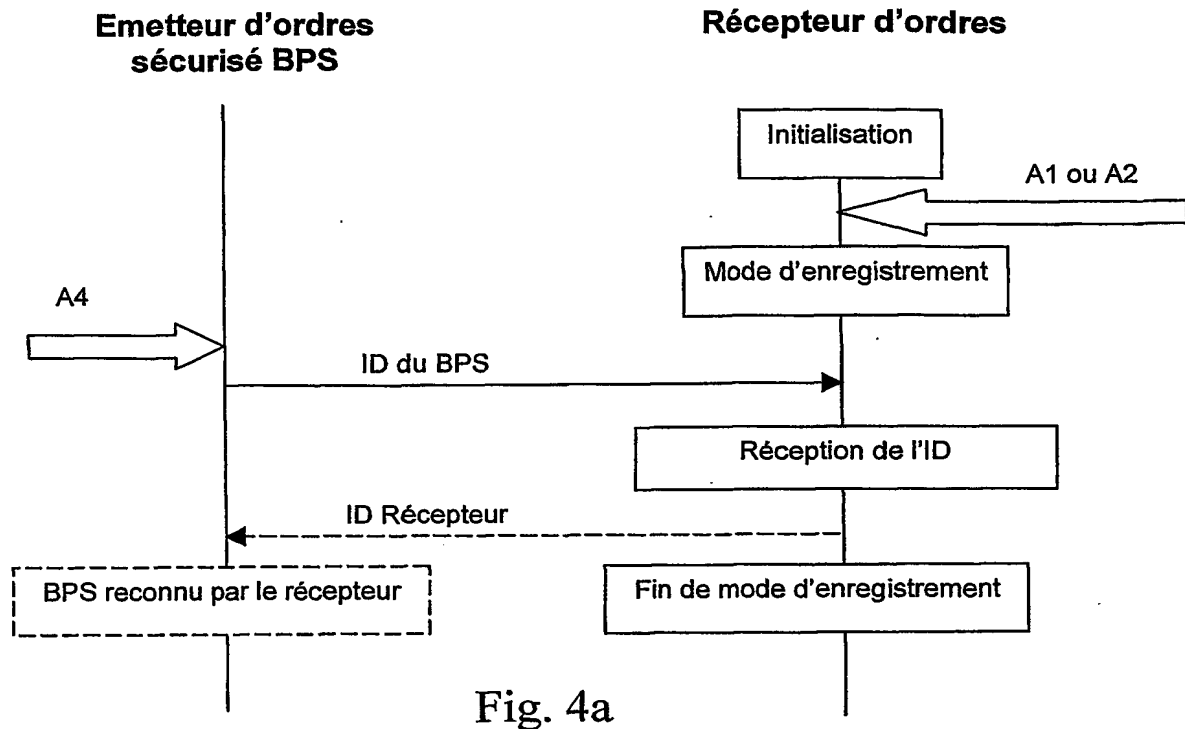 Emetteur d'ordres
sécurisé BPS
Récepteur d'ordres
Initialisation
A1 ou A2
Mode d'enregistrement
A4
ID du BPS
Réception de l'ID
ID Récepteur
BPS reconnu par le récepteur
Fin de mode d'enregistrement
Fig. 4a